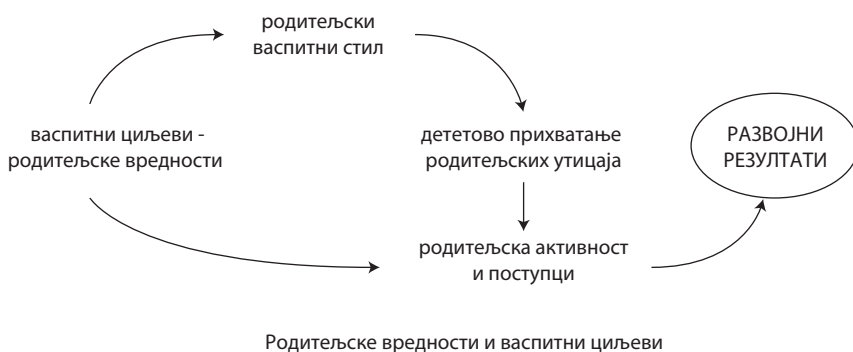 родитељски
васпитни стил
васпитни циљеви -
родитељске вредности
дететово прихватање
родитељских утицаја
РАЗВОЈНИ
РЕЗУЛТАТИ
родитељска активност
и поступци
Родитељске вредности и васпитни циљеви